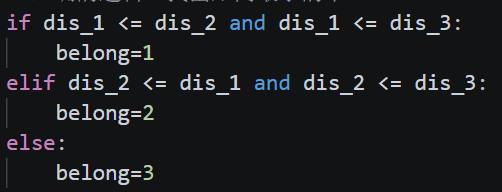 if dis_1 <= dis_2 and dis_1 <= dis_3:
    belong=1
elif dis_2 <= dis_1 and dis_2 <= dis_3:
    belong=2
else:
    belong=3